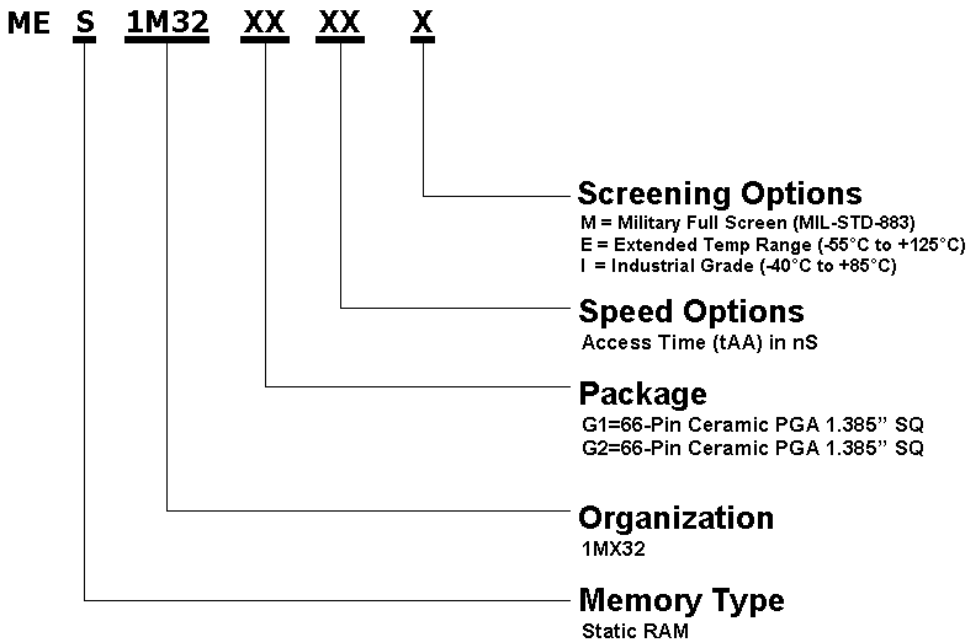 ME S 1M32 XX XX X
Screening Options
M = Military Full Screen (MIL-STD-883)
E = Extended Temp Range (-55°C to +125°C)
I = Industrial Grade (-40°C to +85°C)
Speed Options
Access Time (tAA) in nS
Package
G1=66-Pin Ceramic PGA 1.385” SQ
G2=66-Pin Ceramic PGA 1.385” SQ
Organization
1MX32
Memory Type
Static RAM